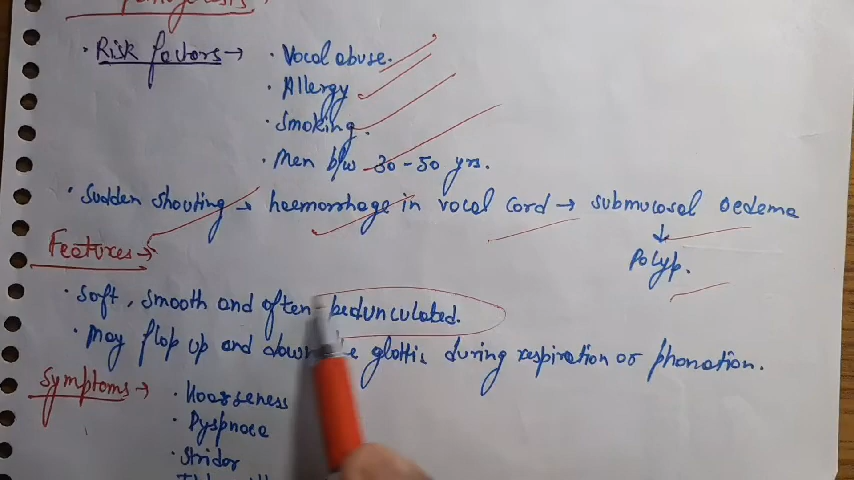 • Risk factors → • Vocal abuse.
• Allergy
• Smoking.
• Men b/w 30-50 yrs.
• Sudden shouting → haemorrhage in vocal cord → submucosal oedema
↓
Polyp.
Features →
• Soft, smooth and often pedunculated.
• May flop up and down glottis during respiration or phonation.
Symptoms → • Hoarseness
• Dyspnoea
• Stridor